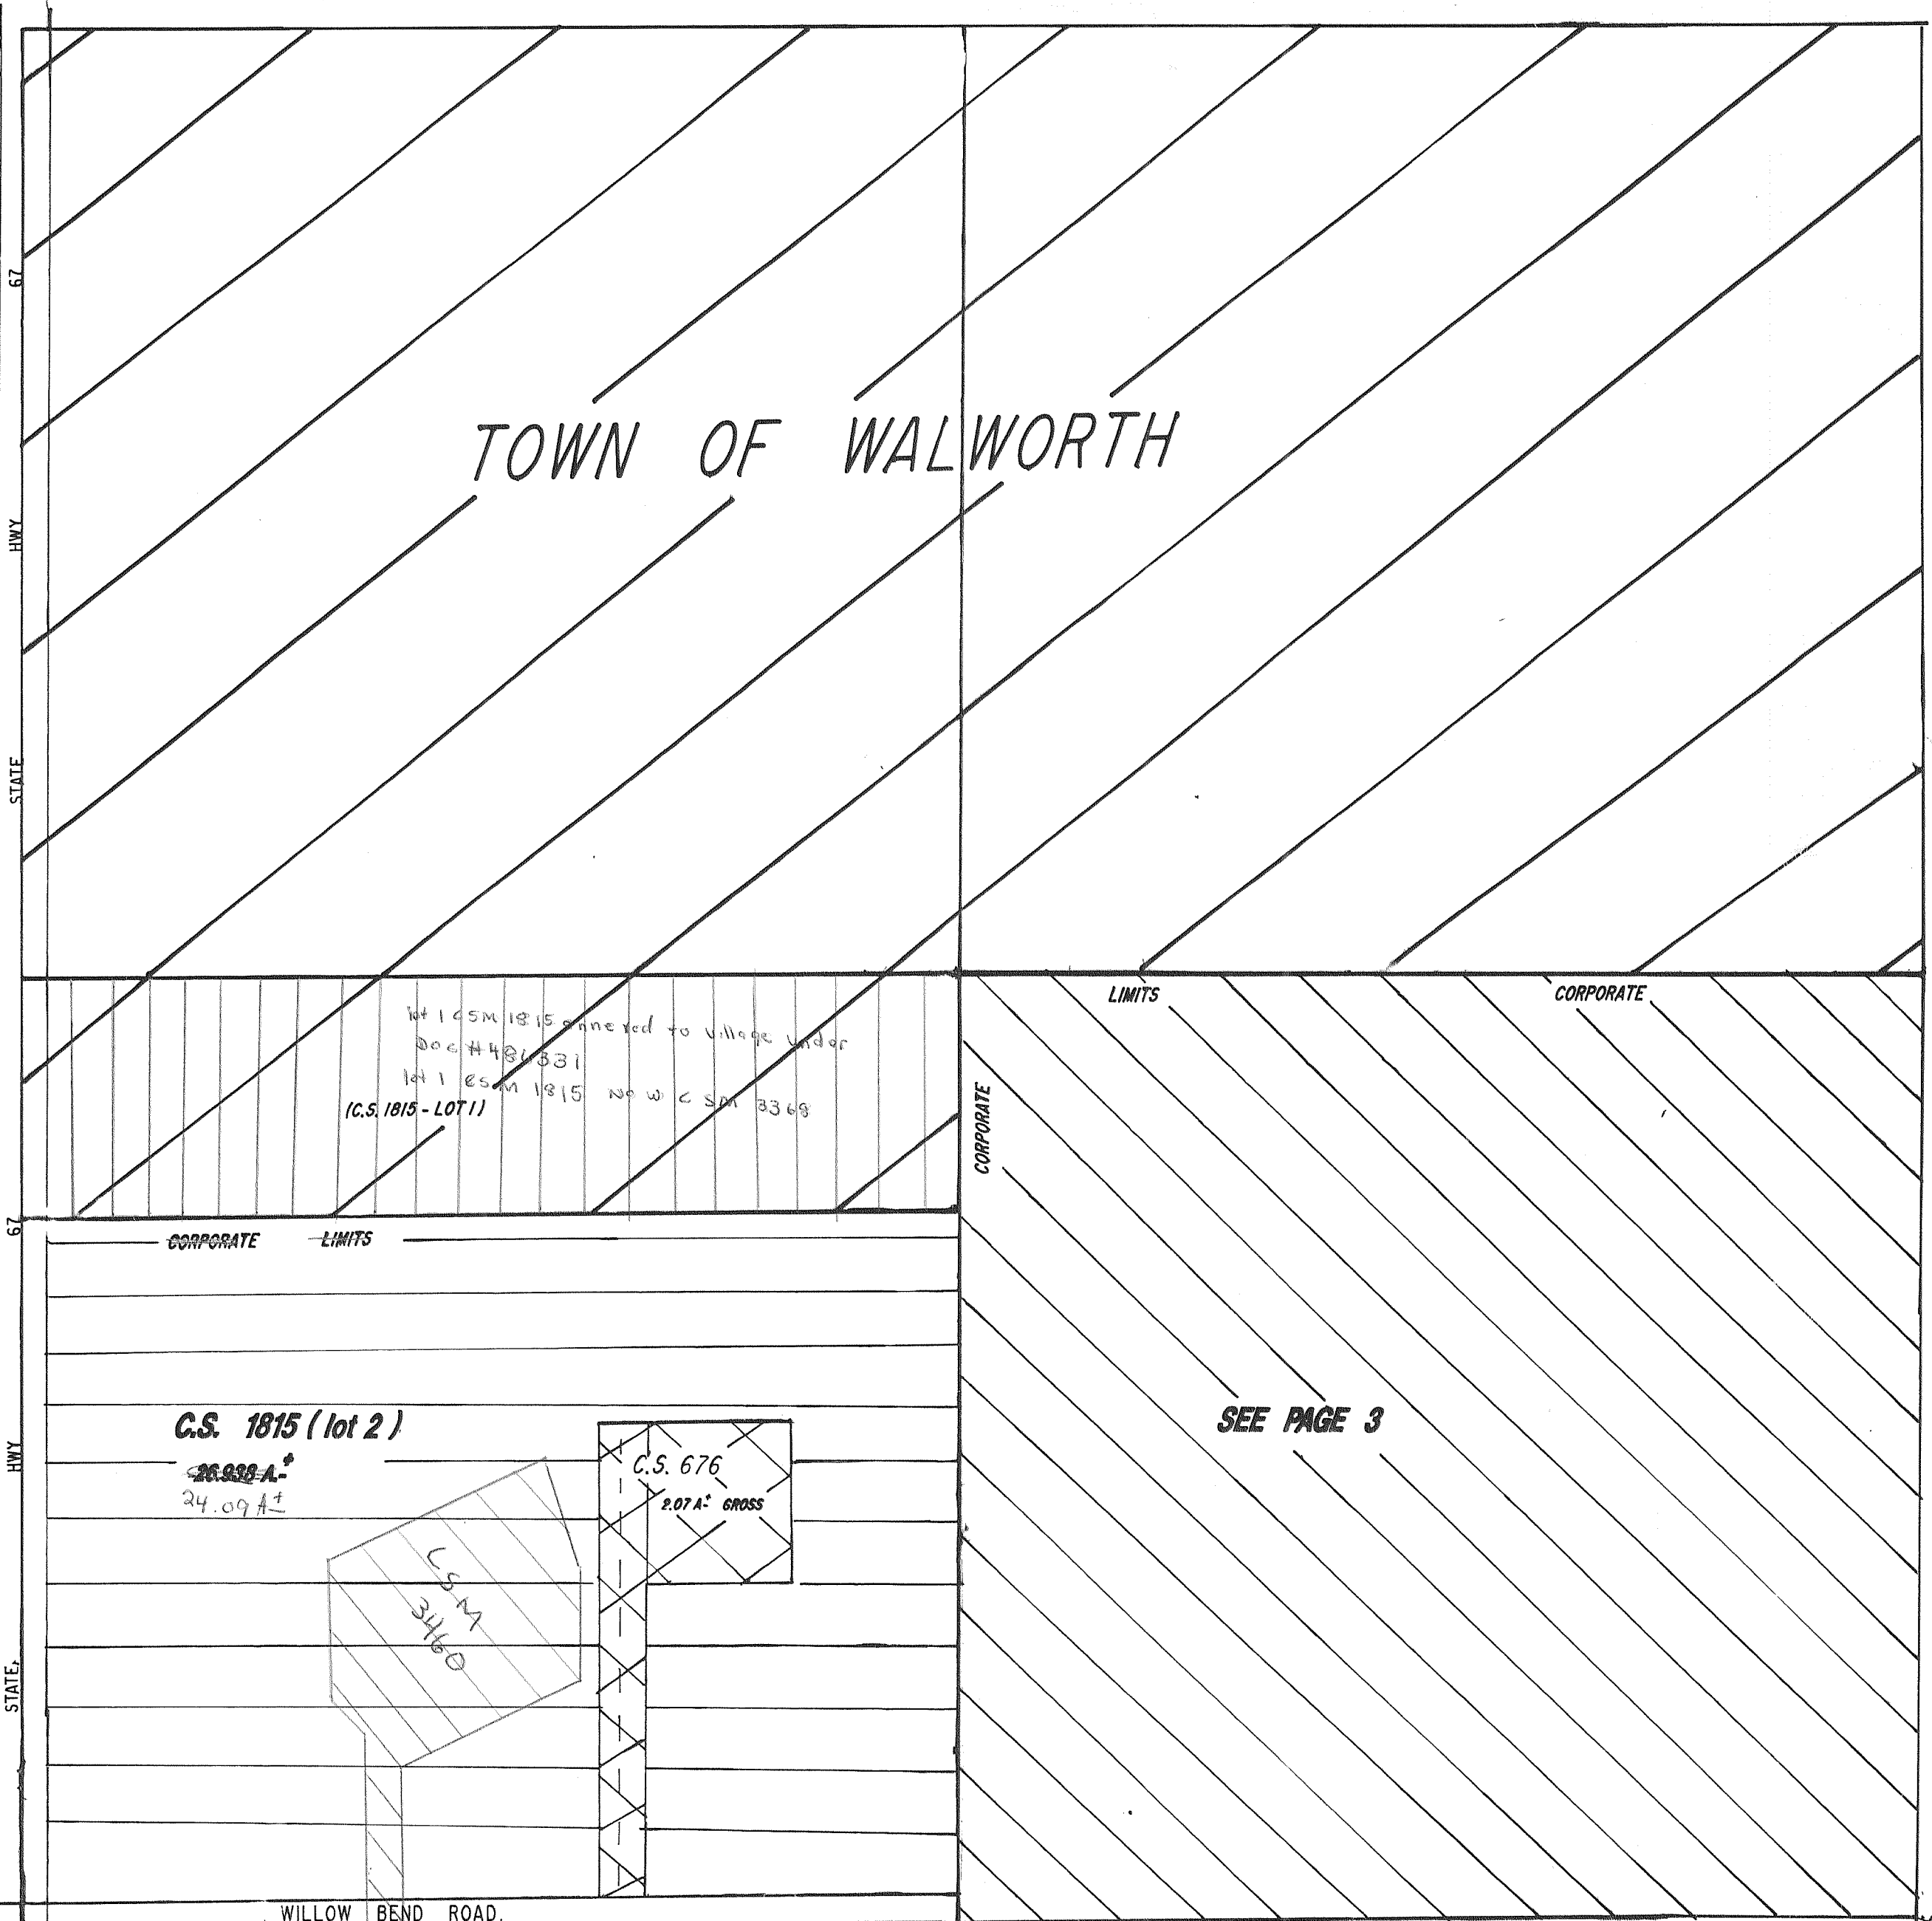 TOWN OF WALWORTH
STATE HWY 67
lot 1 CSM 1815 annexed to village under
Doc #
lot 1 CSM 1815 Now CSM 3368
(C.S. 1815 - LOT 1)
LIMITS CORPORATE
CORPORATE
CORPORATE LIMITS
STATE HWY 67
C.S. 1815 (lot 2)
26.938 A.±
24.09 A±
C.S. 676
2.07 A.± GROSS
CSM
3460
SEE PAGE 3
WILLOW BEND ROAD